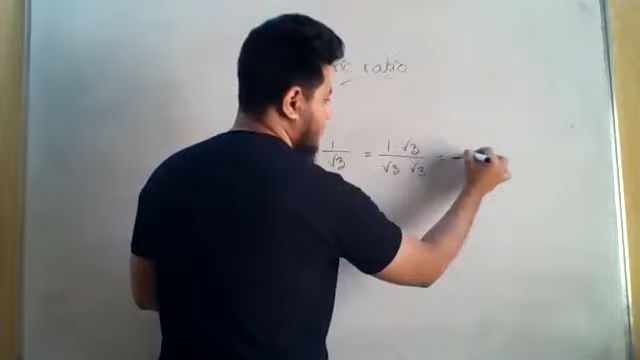 ratio
1/√3 = 1·√3/√3 √3 =